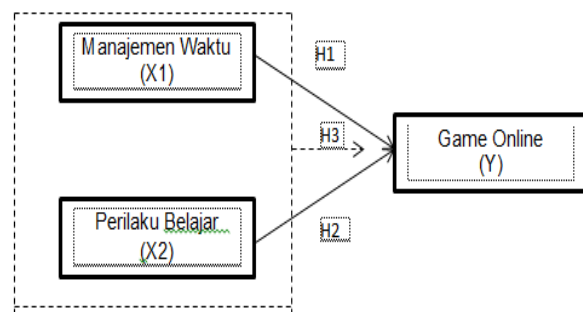 Manajemen Waktu
(X1)
H1
H3
Game Online
(Y)
Perilaku Belajar
(X2)
H2